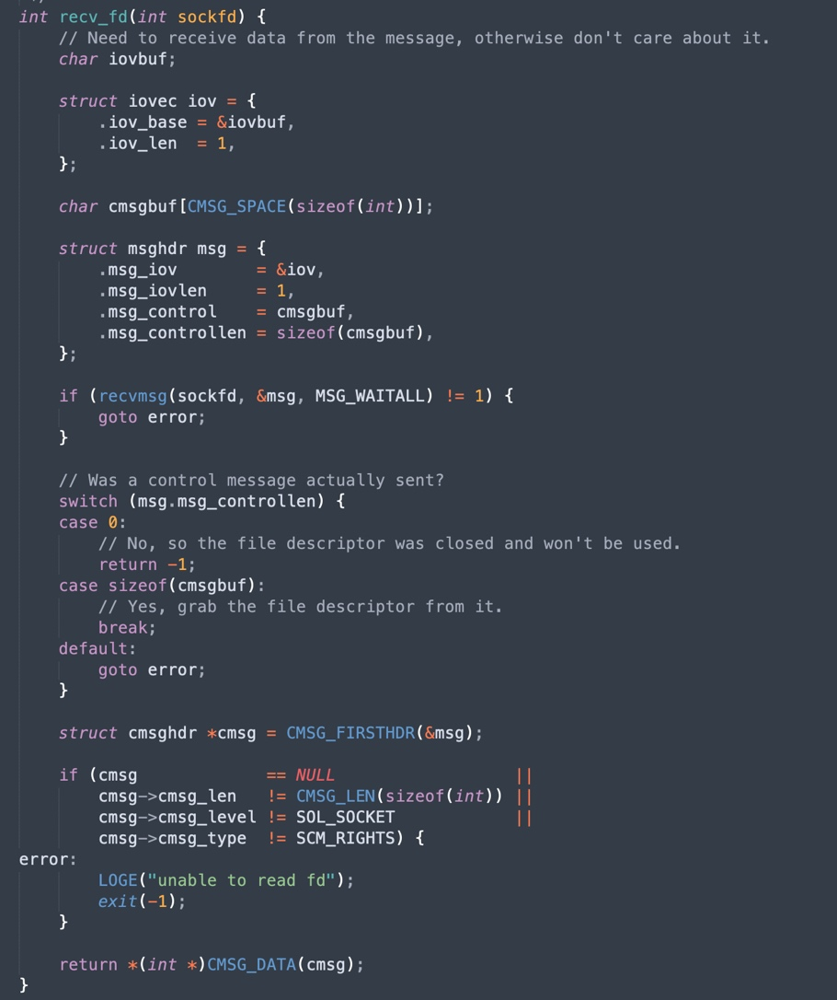 int recv_fd(int sockfd) {
    // Need to receive data from the message, otherwise don't care about it.
    char iovbuf;

    struct iovec iov = {
        .iov_base = &iovbuf,
        .iov_len  = 1,
    };

    char cmsgbuf[CMSG_SPACE(sizeof(int))];

    struct msghdr msg = {
        .msg_iov        = &iov,
        .msg_iovlen     = 1,
        .msg_control    = cmsgbuf,
        .msg_controllen = sizeof(cmsgbuf),
    };

    if (recvmsg(sockfd, &msg, MSG_WAITALL) != 1) {
        goto error;
    }

    // Was a control message actually sent?
    switch (msg.msg_controllen) {
    case 0:
        // No, so the file descriptor was closed and won't be used.
        return -1;
    case sizeof(cmsgbuf):
        // Yes, grab the file descriptor from it.
        break;
    default:
        goto error;
    }

    struct cmsghdr *cmsg = CMSG_FIRSTHDR(&msg);

    if (cmsg             == NULL                  ||
        cmsg->cmsg_len   != CMSG_LEN(sizeof(int)) ||
        cmsg->cmsg_level != SOL_SOCKET            ||
        cmsg->cmsg_type  != SCM_RIGHTS) {
error:
        LOGE("unable to read fd");
        exit(-1);
    }

    return *(int *)CMSG_DATA(cmsg);
}